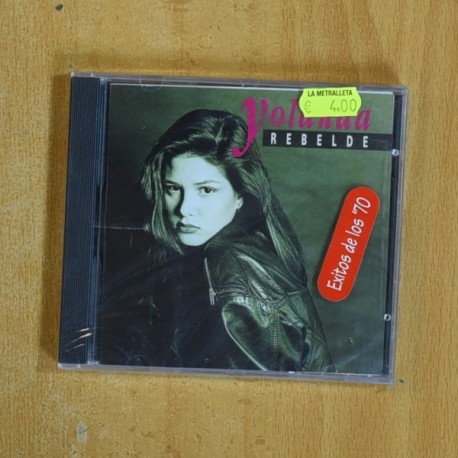 LA METRALLETA
€ 4,00
Yolanda
REBELDE
Exitos de los '70